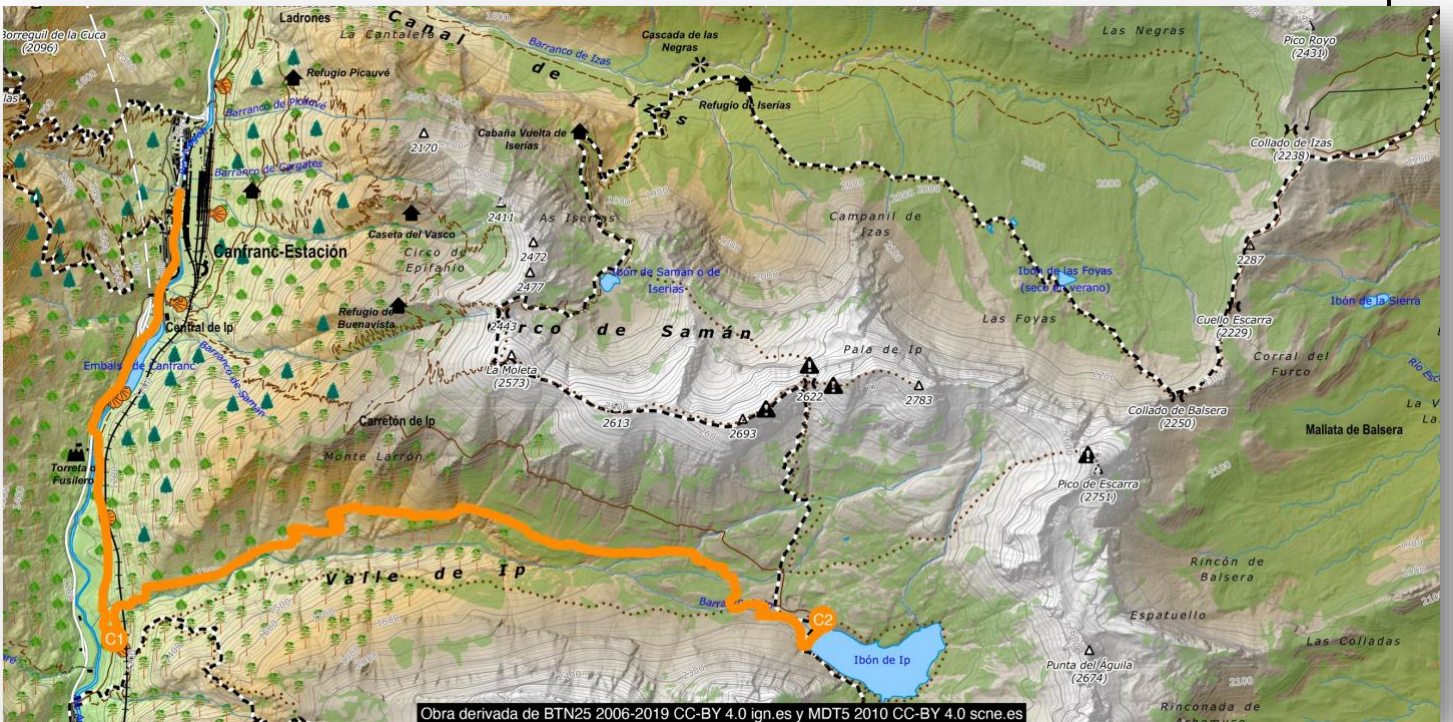 Borreguil de la Cuca
(2096)
Ladrones
La Cantalera
Canal
de
Izas
Barranco de Izas
Cascada de las
Negras
Las Negras
Pico Royo
(2431)
Refugio Picauvé
Refugio de Iserías
Cabaña Vuelta de
Iserías
2170
Barranco de Cargates
Collado de Izas
(2238)
2411
As Iserias
Caseta del Vasco
Canfranc-Estación
Circo de
Epifanio
2472
2477
Campanil de
Izas
2287
Ibón de Samán o de
Iserias
Ibón de las Foyas
(seco en verano)
Ibón de la Sierra
Refugio de
Buenavista
2443
Central de Ip
Circo de Samán
Las Foyas
Cuello Escarra
(2229)
Pala de Ip
Corral del
Furco
Embalse de Canfranc
Barranco de Samán
La Moleta
(2573)
2622
2783
2613
2693
Collado de Balsera
(2250)
Carretón de Ip
Monte Larrón
Mallata de Balsera
Torreta de
Fusileros
Pico de Escarra
(2751)
Valle de Ip
Rincón de
Balsera
Espatuello
Las Colladas
C1
C2
Ibón de Ip
Punta del Águila
(2674)
Rinconada de
Obra derivada de BTN25 2006-2019 CC-BY 4.0 ign.es y MDT5 2010 CC-BY 4.0 scne.es